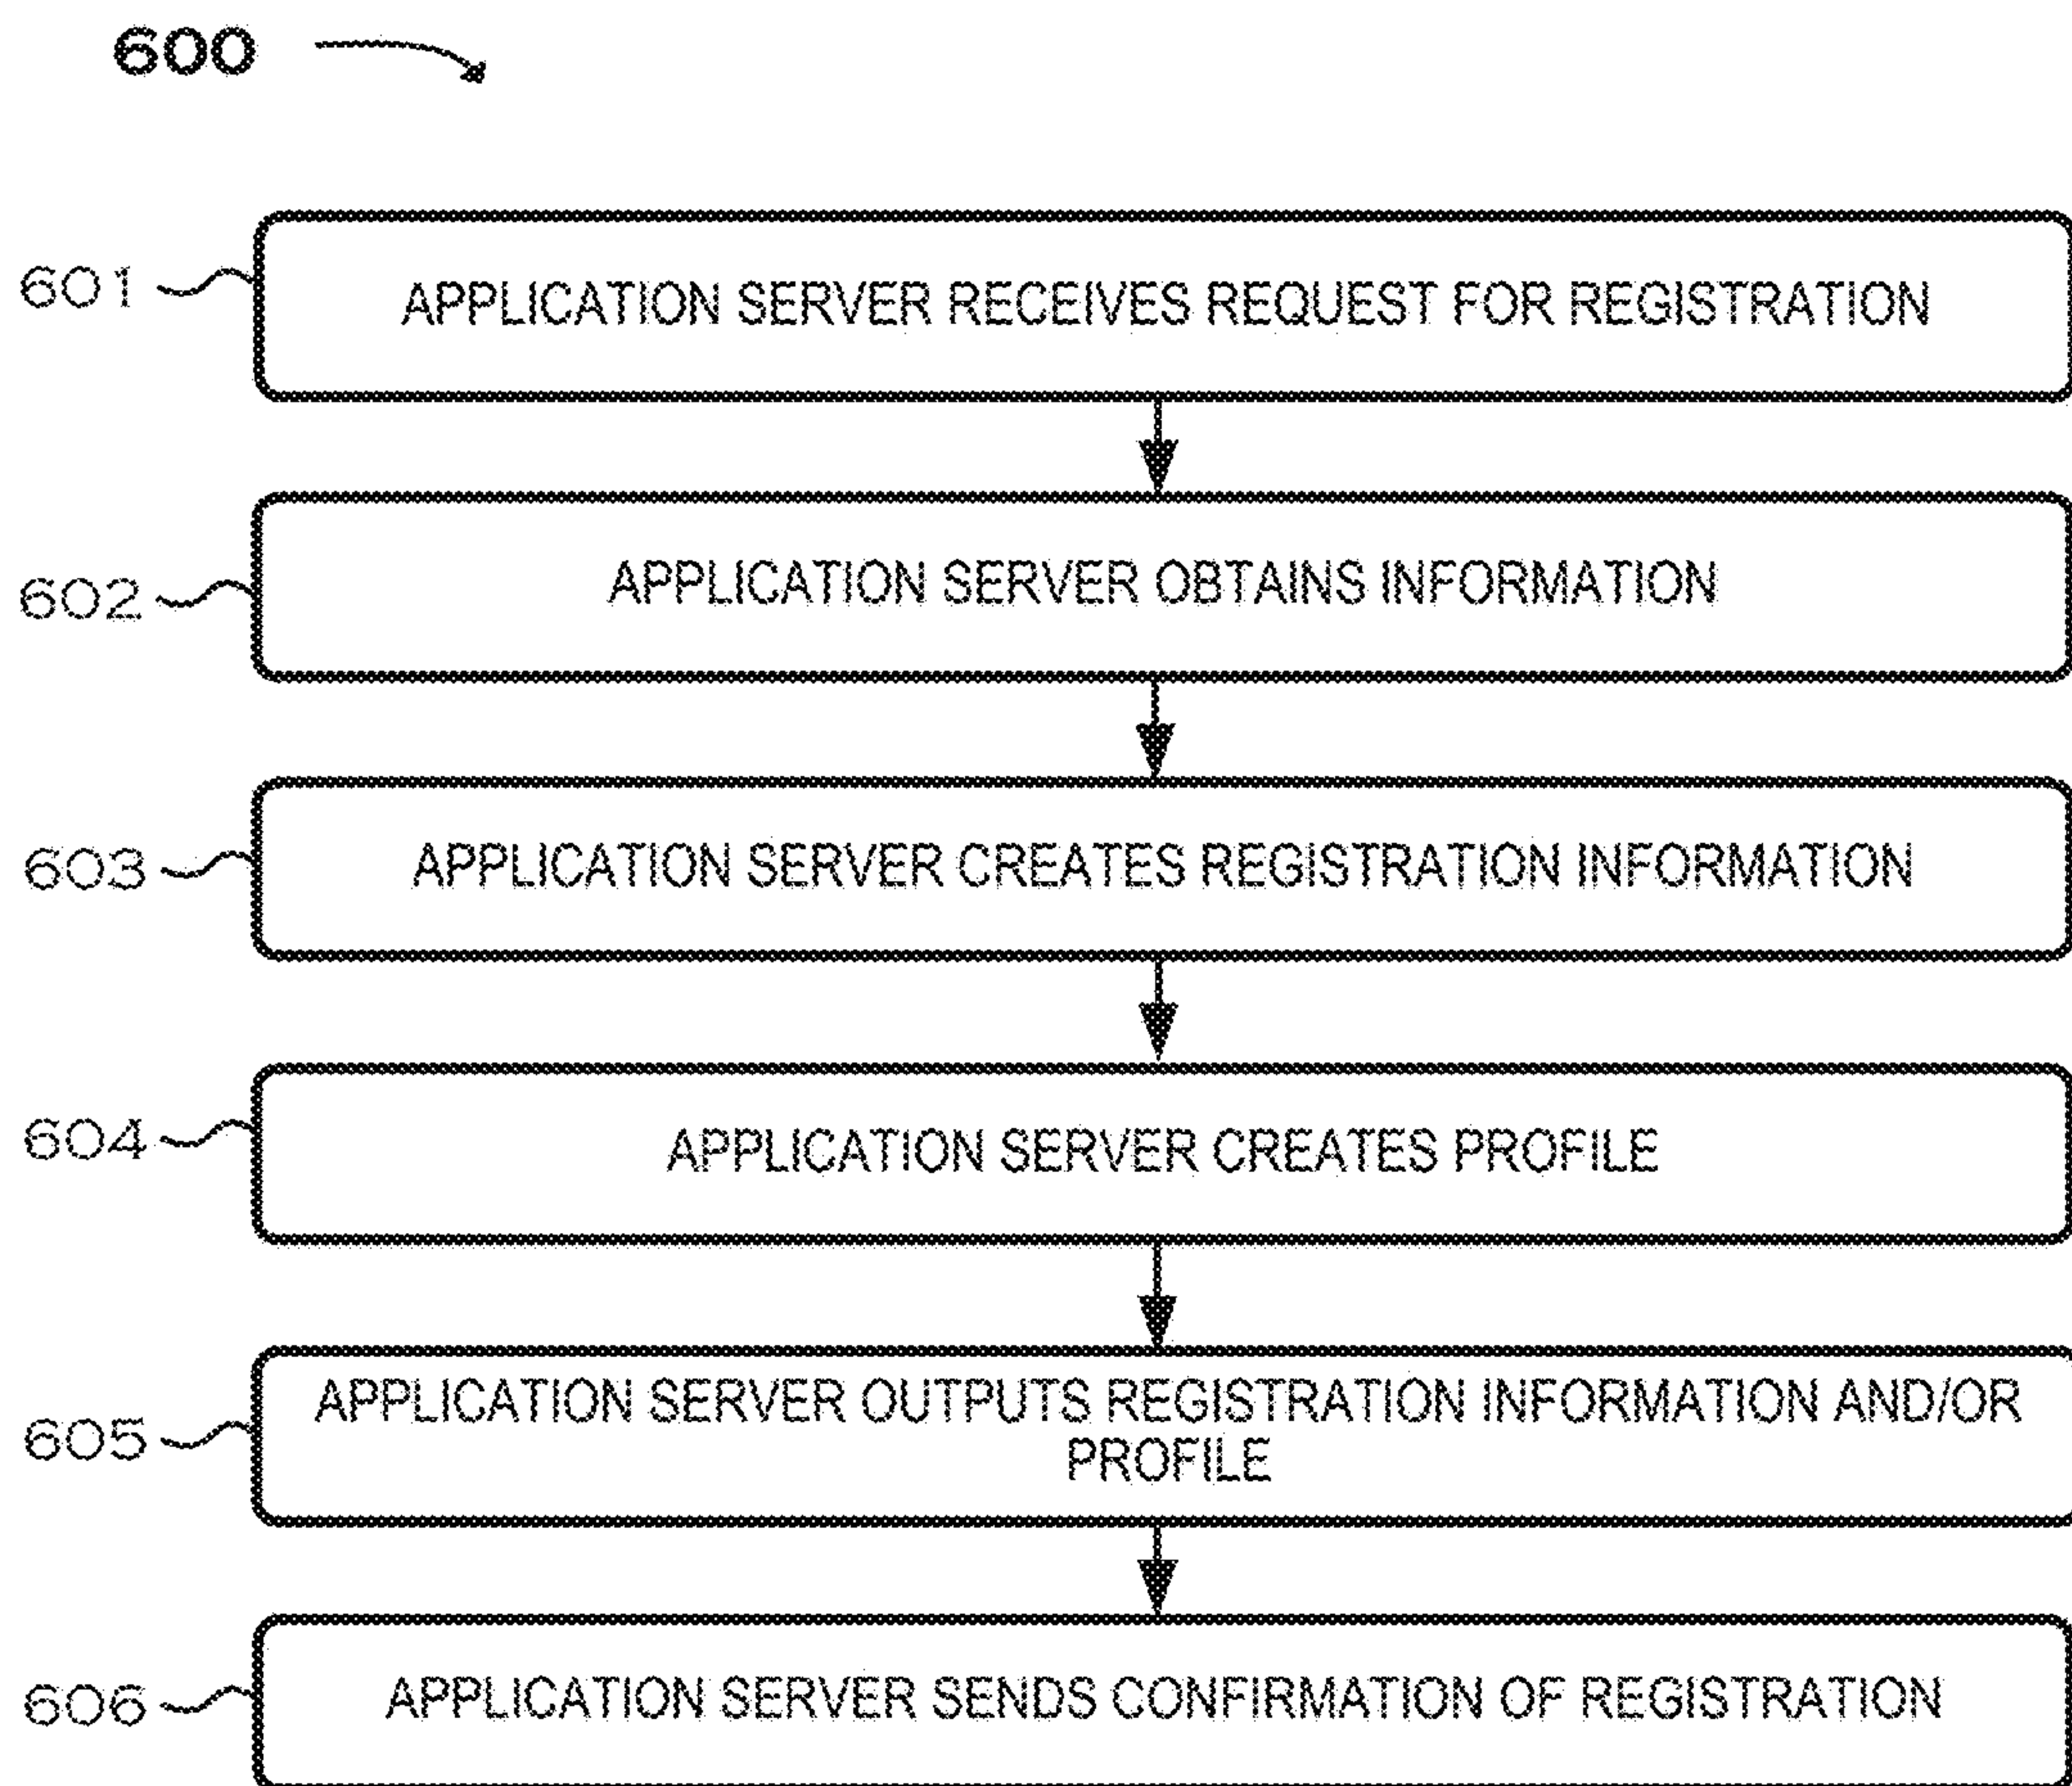 600
601
APPLICATION SERVER RECEIVES REQUEST FOR REGISTRATION
602
APPLICATION SERVER OBTAINS INFORMATION
603
APPLICATION SERVER CREATES REGISTRATION INFORMATION
604
APPLICATION SERVER CREATES PROFILE
605
APPLICATION SERVER OUTPUTS REGISTRATION INFORMATION AND/OR
PROFILE
606
APPLICATION SERVER SENDS CONFIRMATION OF REGISTRATION